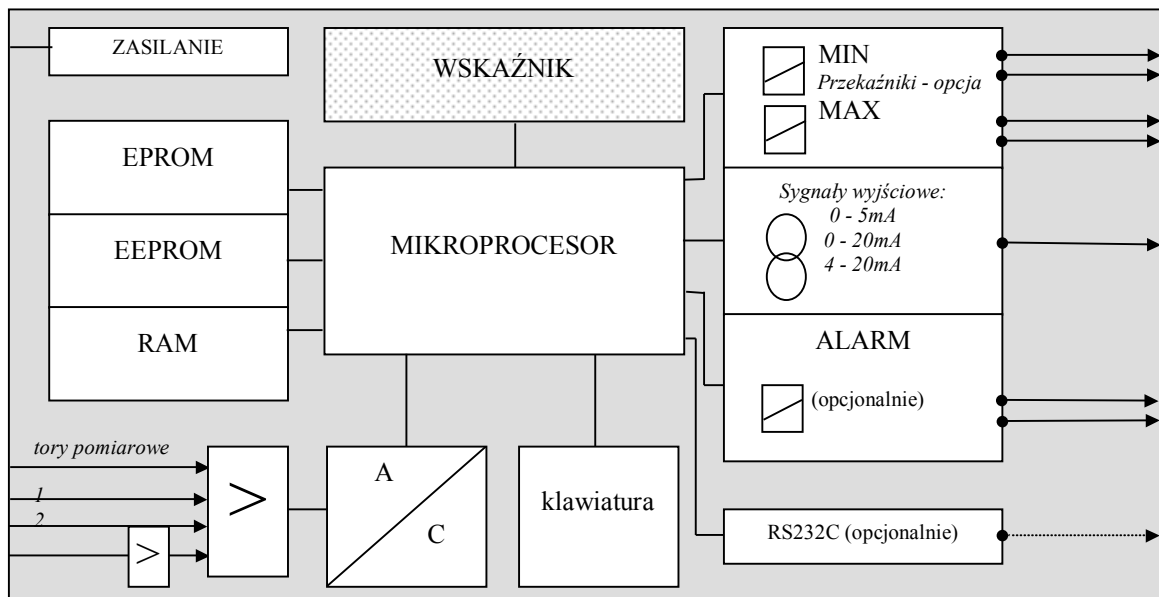 ZASILANIE
WSKAŹNIK
MIN
Przekaźniki - opcja
MAX
EPROM
EEPROM
RAM
MIKROPROCESOR
Sygnały wyjściowe:
0 - 5mA
0 - 20mA
4 - 20mA
ALARM
(opcjonalnie)
tory pomiarowe
1
2
>
>
A
C
klawiatura
RS232C (opcjonalnie)